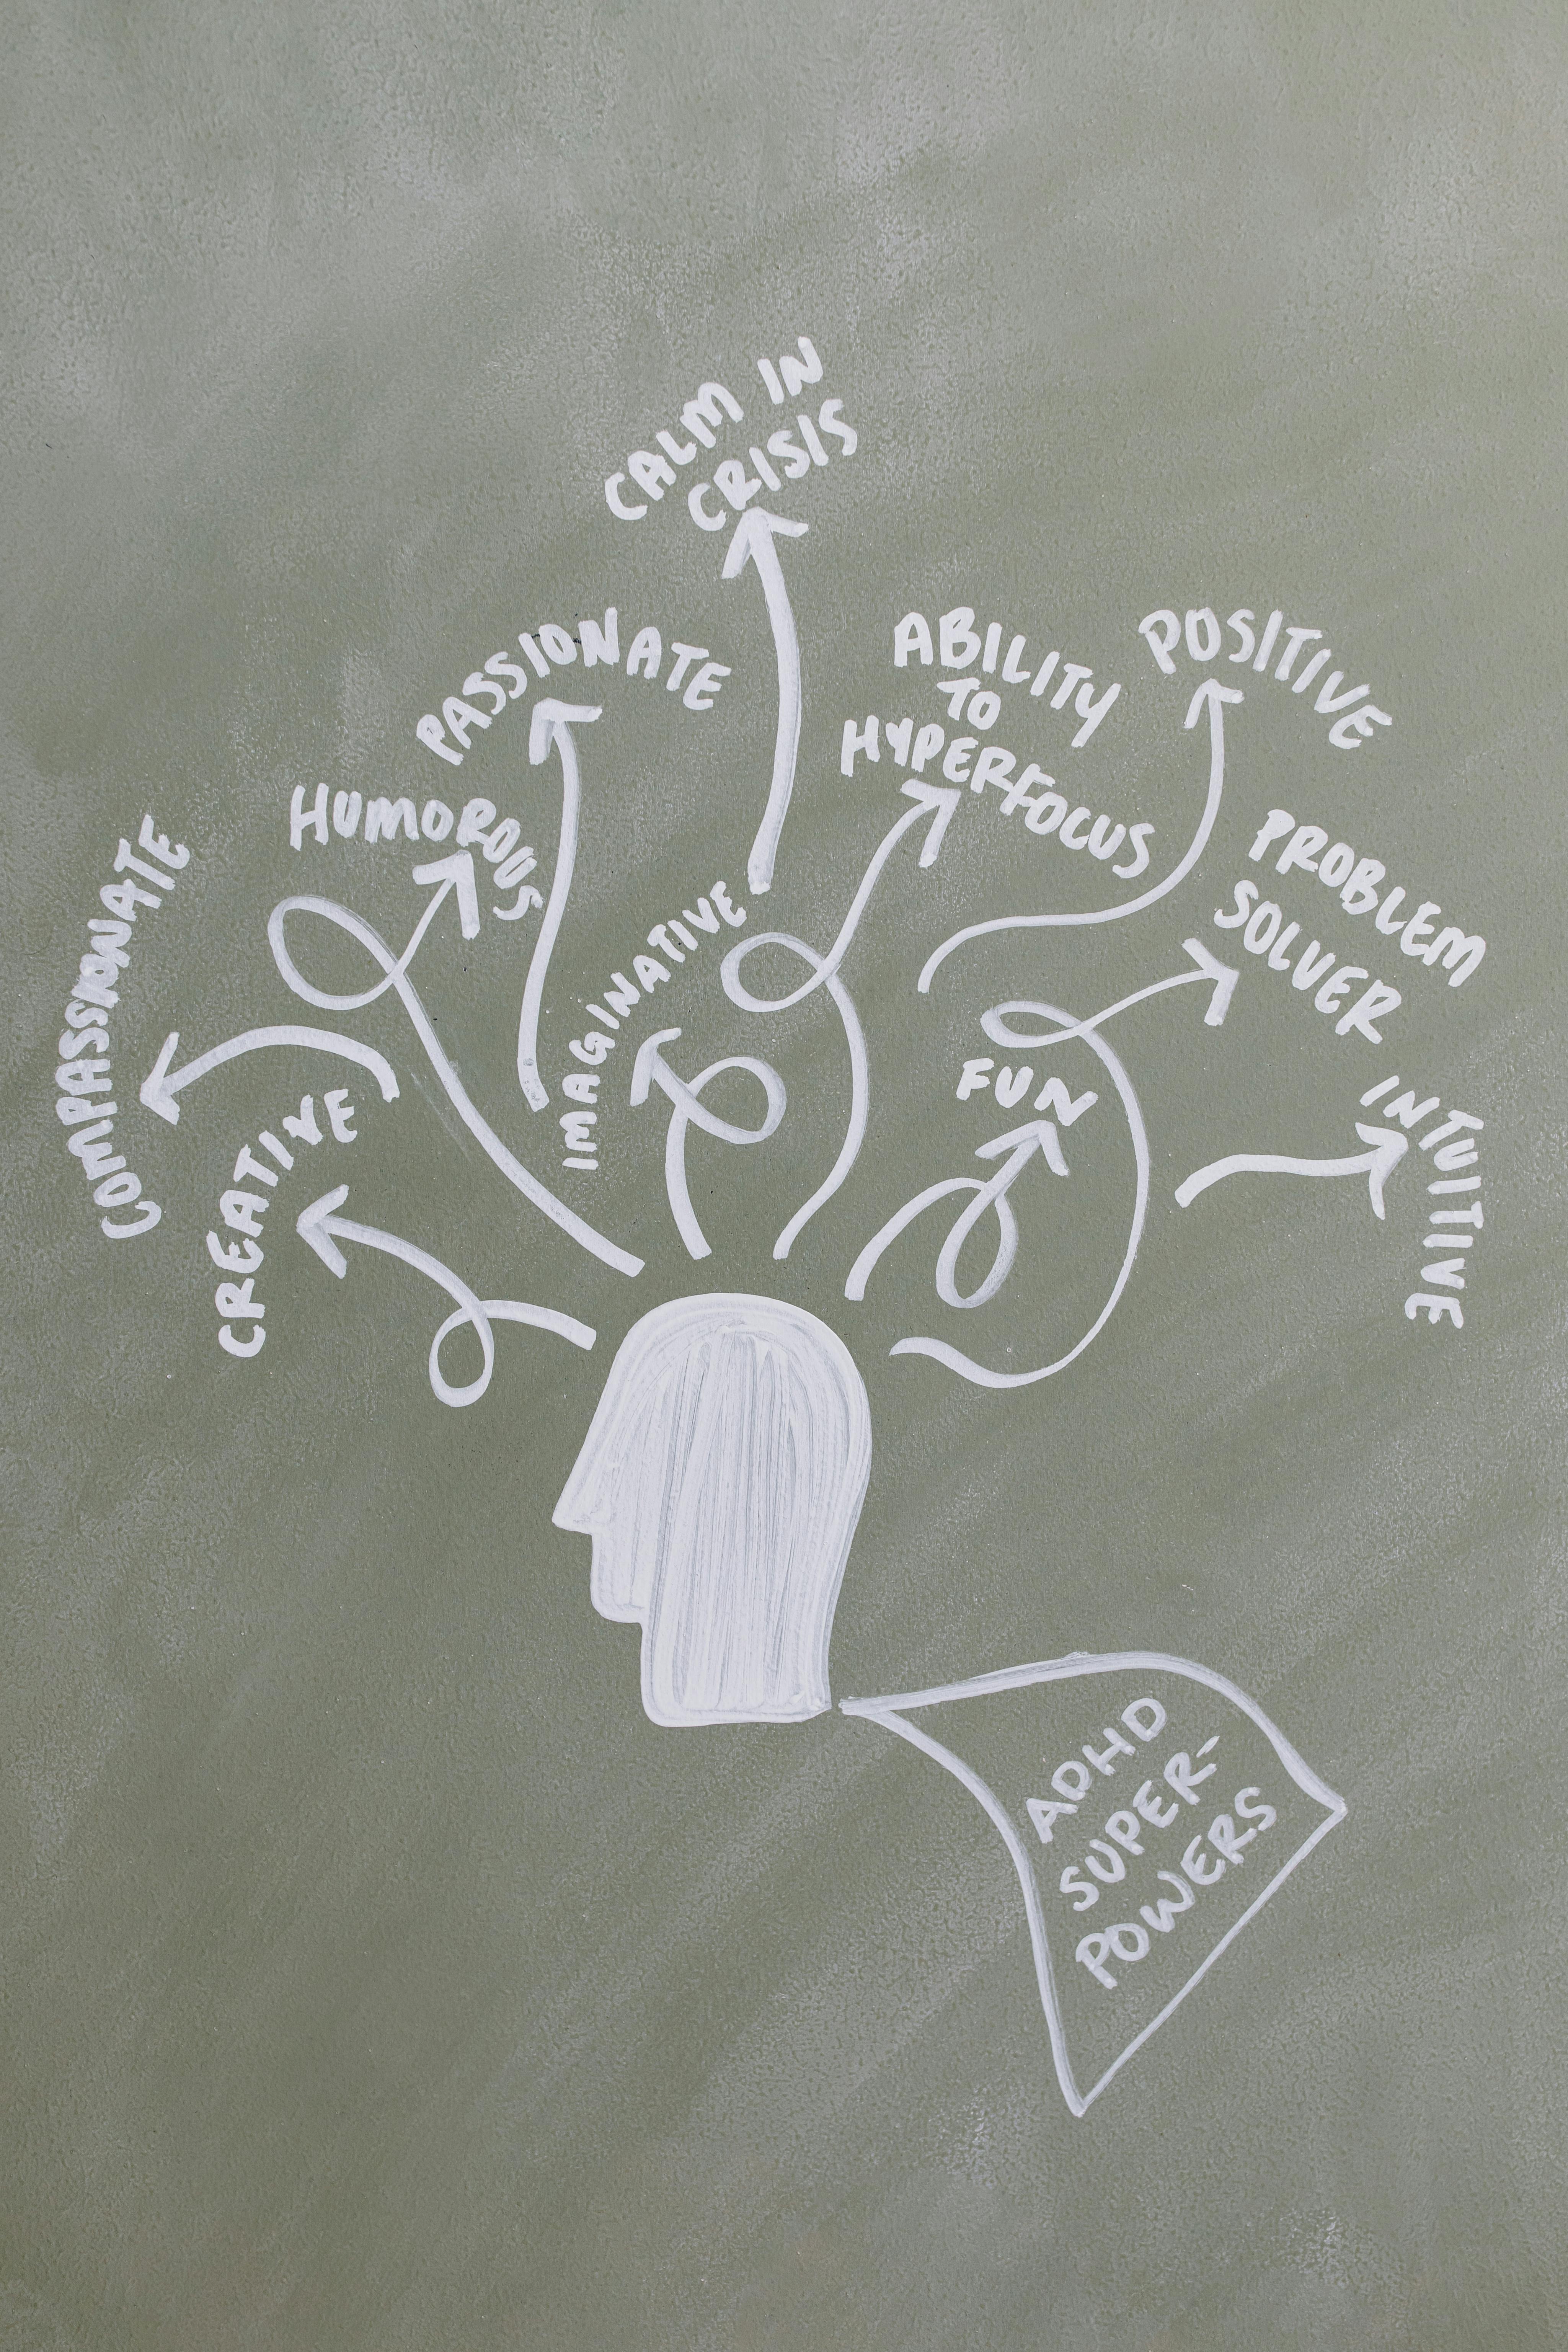 CALM IN
CRISIS
PASSIONATE
ABILITY
TO
HYPERFOCUS
POSITIVE
HUMOROUS
PROBLEM
SOLVER
COMPASSIONATE
IMAGINATIVE
FUN
CREATIVE
INTUITIVE
ADHD
SUPER-
POWERS